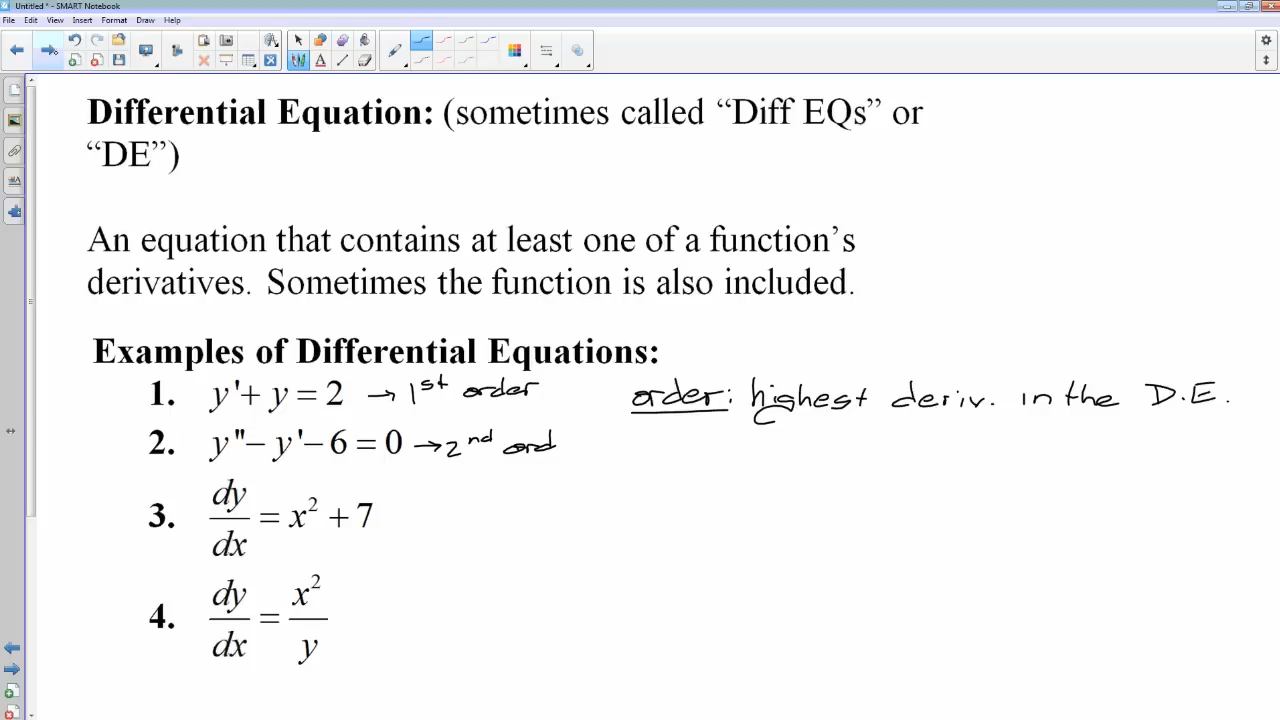 Untitled * - SMART Notebook
File Edit View Insert Format Draw Help
Differential Equation: (sometimes called “Diff EQs” or
“DE”)
An equation that contains at least one of a function’s
derivatives. Sometimes the function is also included.
Examples of Differential Equations:
1. y' + y = 2 → 1st order order: highest deriv. in the D.E.
2. y'' − y' − 6 = 0 → 2nd ord
3. dy/dx = x² + 7
4. dy/dx = x²/y